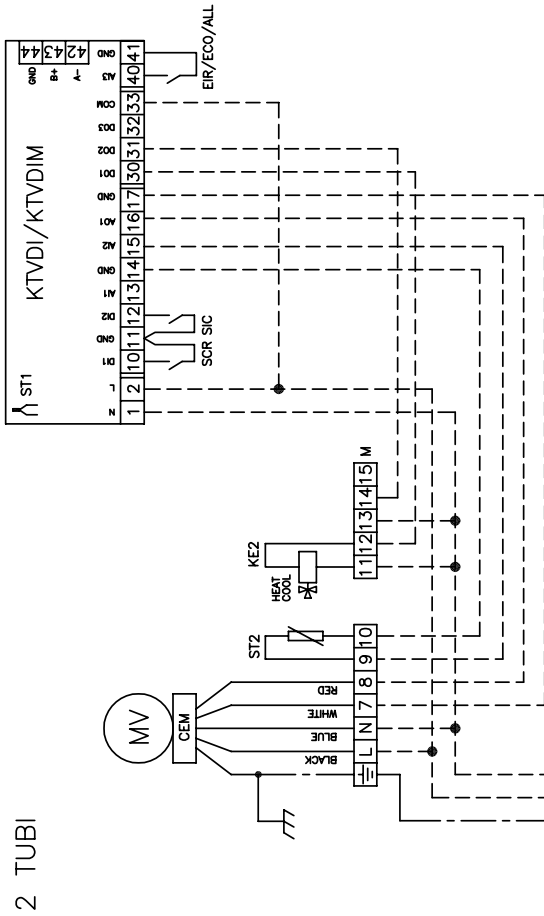 2 TUBI
MV
CEM
BLACK
BLUE
WHITE
RED
L N 7 8 9 10
ST2
KE2
HEAT
COOL
11 12 13 14 15 M
ST1
KTVDI/KTVDIM
44 43 42
GND B+ A-
N L DI1 GND DI2 AI1 GND AI2 AO1 GND DO1 DO2 DO3 COM AI3 GND
1 2 10 11 12 13 14 15 16 17 30 31 32 33 40 41
SCR SIC
EIR/ECO/ALL